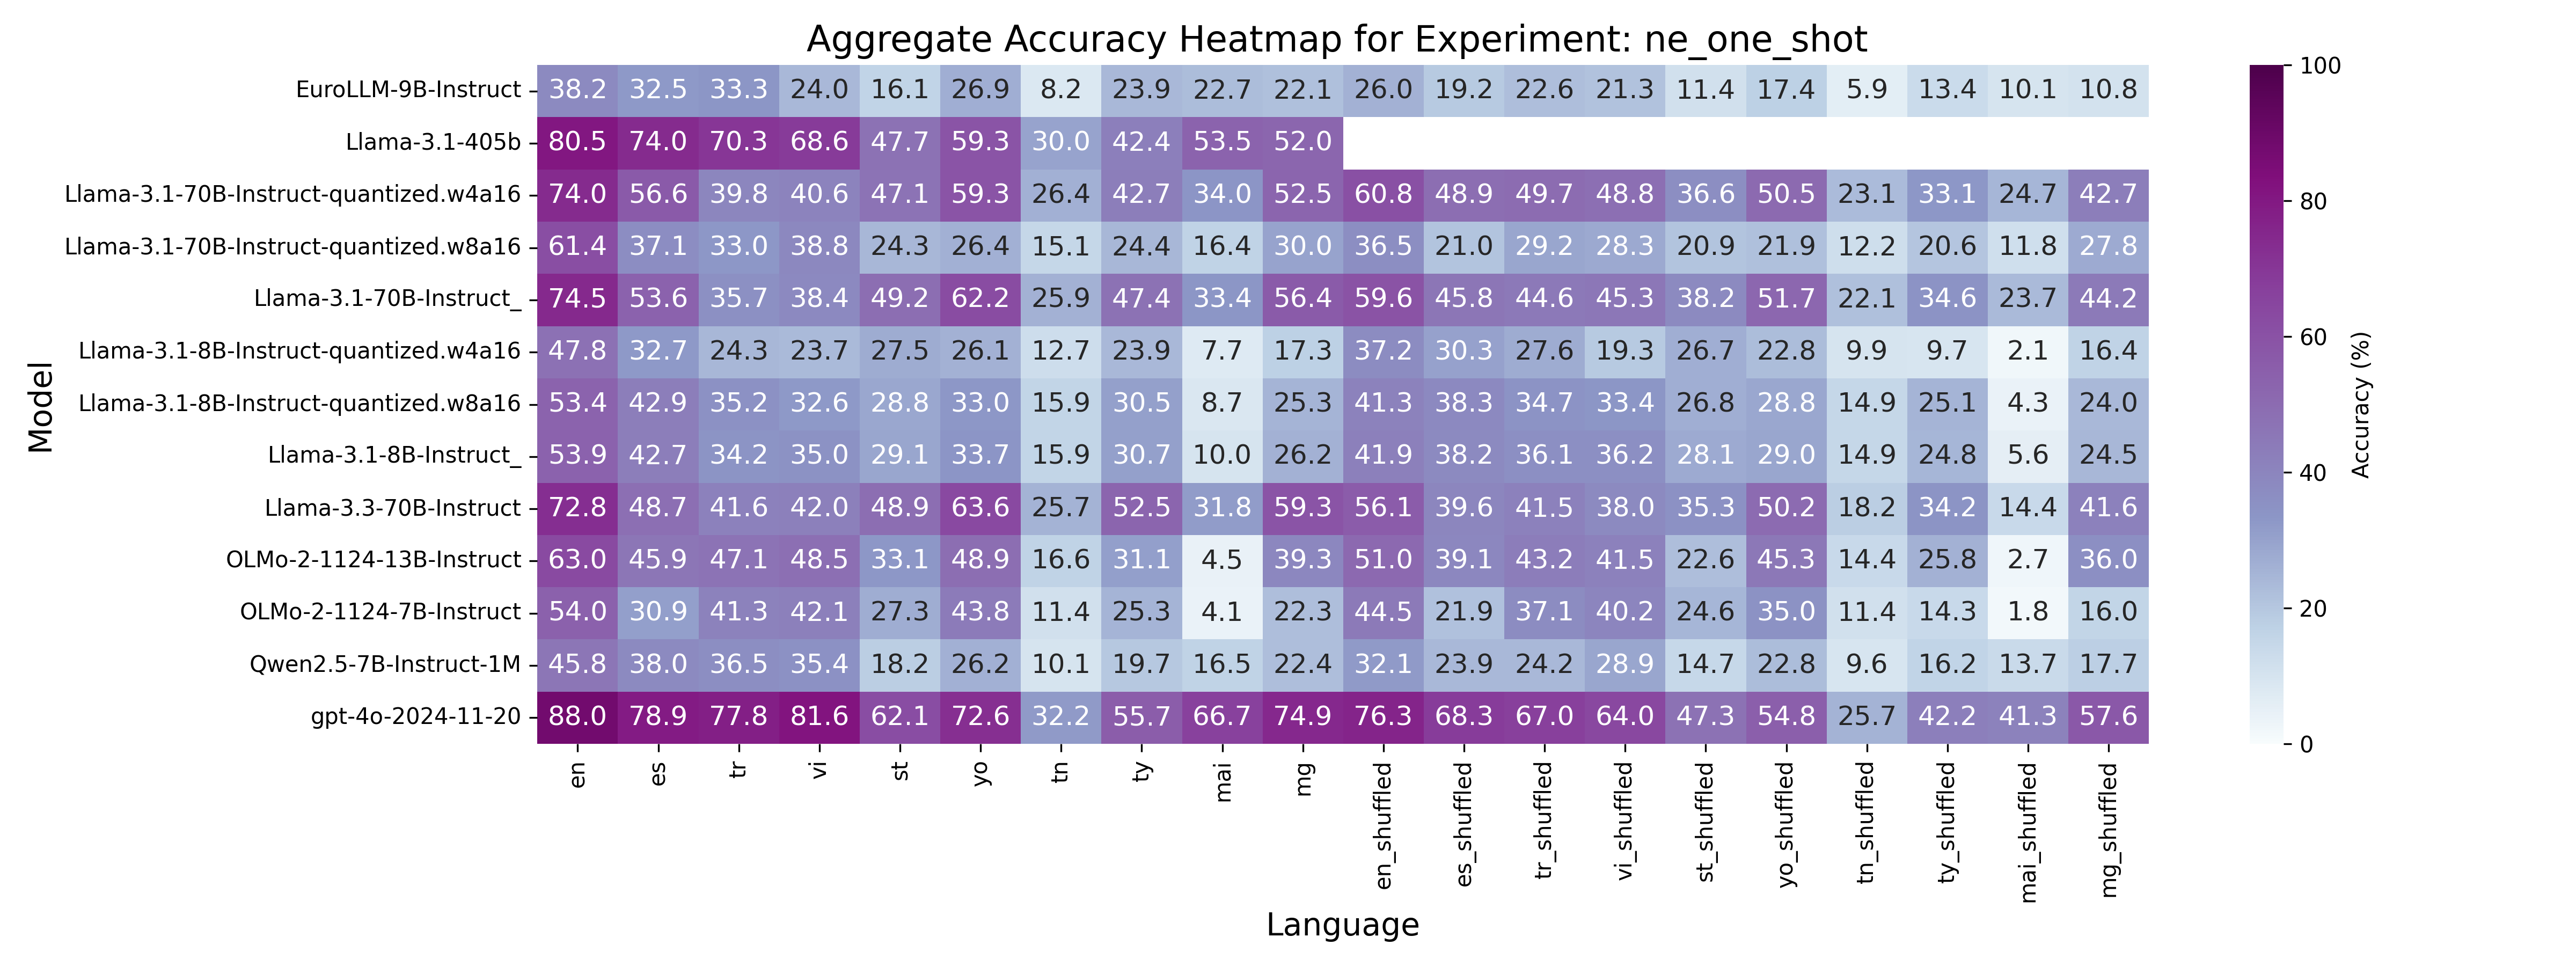 Aggregate Accuracy Heatmap for Experiment: ne_one_shot
Model
EuroLLM-9B-Instruct 38.2 32.5 33.3 24.0 16.1 26.9 8.2 23.9 22.7 22.1 26.0 19.2 22.6 21.3 11.4 17.4 5.9 13.4 10.1 10.8
Llama-3.1-405b 80.5 74.0 70.3 68.6 47.7 59.3 30.0 42.4 53.5 52.0
Llama-3.1-70B-Instruct-quantized.w4a16 74.0 56.6 39.8 40.6 47.1 59.3 26.4 42.7 34.0 52.5 60.8 48.9 49.7 48.8 36.6 50.5 23.1 33.1 24.7 42.7
Llama-3.1-70B-Instruct-quantized.w8a16 61.4 37.1 33.0 38.8 24.3 26.4 15.1 24.4 16.4 30.0 36.5 21.0 29.2 28.3 20.9 21.9 12.2 20.6 11.8 27.8
Llama-3.1-70B-Instruct_ 74.5 53.6 35.7 38.4 49.2 62.2 25.9 47.4 33.4 56.4 59.6 45.8 44.6 45.3 38.2 51.7 22.1 34.6 23.7 44.2
Llama-3.1-8B-Instruct-quantized.w4a16 47.8 32.7 24.3 23.7 27.5 26.1 12.7 23.9 7.7 17.3 37.2 30.3 27.6 19.3 26.7 22.8 9.9 9.7 2.1 16.4
Llama-3.1-8B-Instruct-quantized.w8a16 53.4 42.9 35.2 32.6 28.8 33.0 15.9 30.5 8.7 25.3 41.3 38.3 34.7 33.4 26.8 28.8 14.9 25.1 4.3 24.0
Llama-3.1-8B-Instruct_ 53.9 42.7 34.2 35.0 29.1 33.7 15.9 30.7 10.0 26.2 41.9 38.2 36.1 36.2 28.1 29.0 14.9 24.8 5.6 24.5
Llama-3.3-70B-Instruct 72.8 48.7 41.6 42.0 48.9 63.6 25.7 52.5 31.8 59.3 56.1 39.6 41.5 38.0 35.3 50.2 18.2 34.2 14.4 41.6
OLMo-2-1124-13B-Instruct 63.0 45.9 47.1 48.5 33.1 48.9 16.6 31.1 4.5 39.3 51.0 39.1 43.2 41.5 22.6 45.3 14.4 25.8 2.7 36.0
OLMo-2-1124-7B-Instruct 54.0 30.9 41.3 42.1 27.3 43.8 11.4 25.3 4.1 22.3 44.5 21.9 37.1 40.2 24.6 35.0 11.4 14.3 1.8 16.0
Qwen2.5-7B-Instruct-1M 45.8 38.0 36.5 35.4 18.2 26.2 10.1 19.7 16.5 22.4 32.1 23.9 24.2 28.9 14.7 22.8 9.6 16.2 13.7 17.7
gpt-4o-2024-11-20 88.0 78.9 77.8 81.6 62.1 72.6 32.2 55.7 66.7 74.9 76.3 68.3 67.0 64.0 47.3 54.8 25.7 42.2 41.3 57.6
en es tr vi st yo tn ty mai mg en_shuffled es_shuffled tr_shuffled vi_shuffled st_shuffled yo_shuffled tn_shuffled ty_shuffled mai_shuffled mg_shuffled
Language
100
80
60
40
20
0
Accuracy (%)